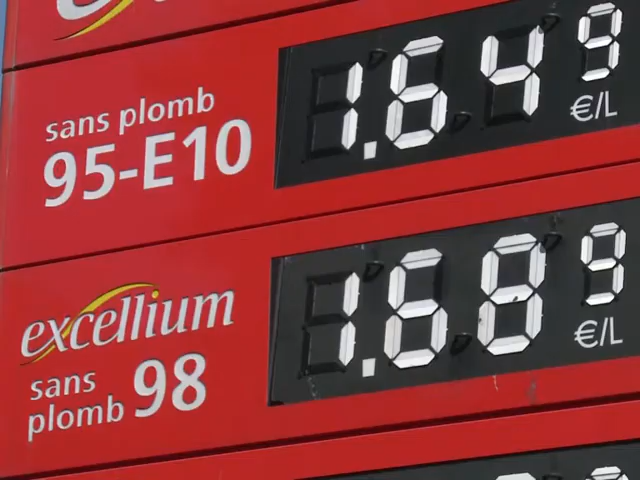 sans plomb
95-E10
1.649
€/L
excellium
sans
plomb 98
1.689
€/L